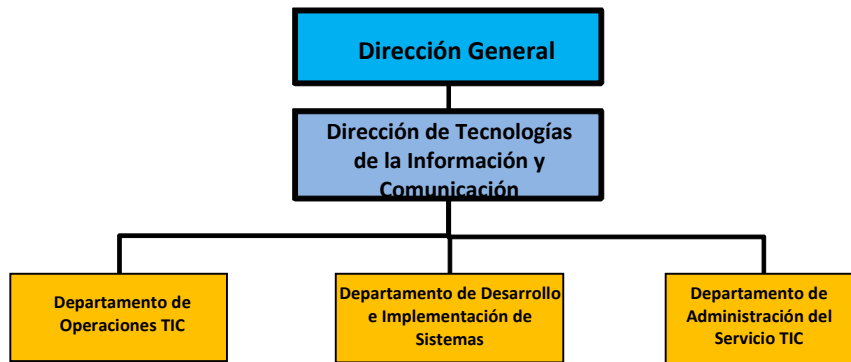 Dirección General
Dirección de Tecnologías
de la Información y
Comunicación
Departamento de
Operaciones TIC
Departamento de Desarrollo
e Implementación de
Sistemas
Departamento de
Administración del
Servicio TIC